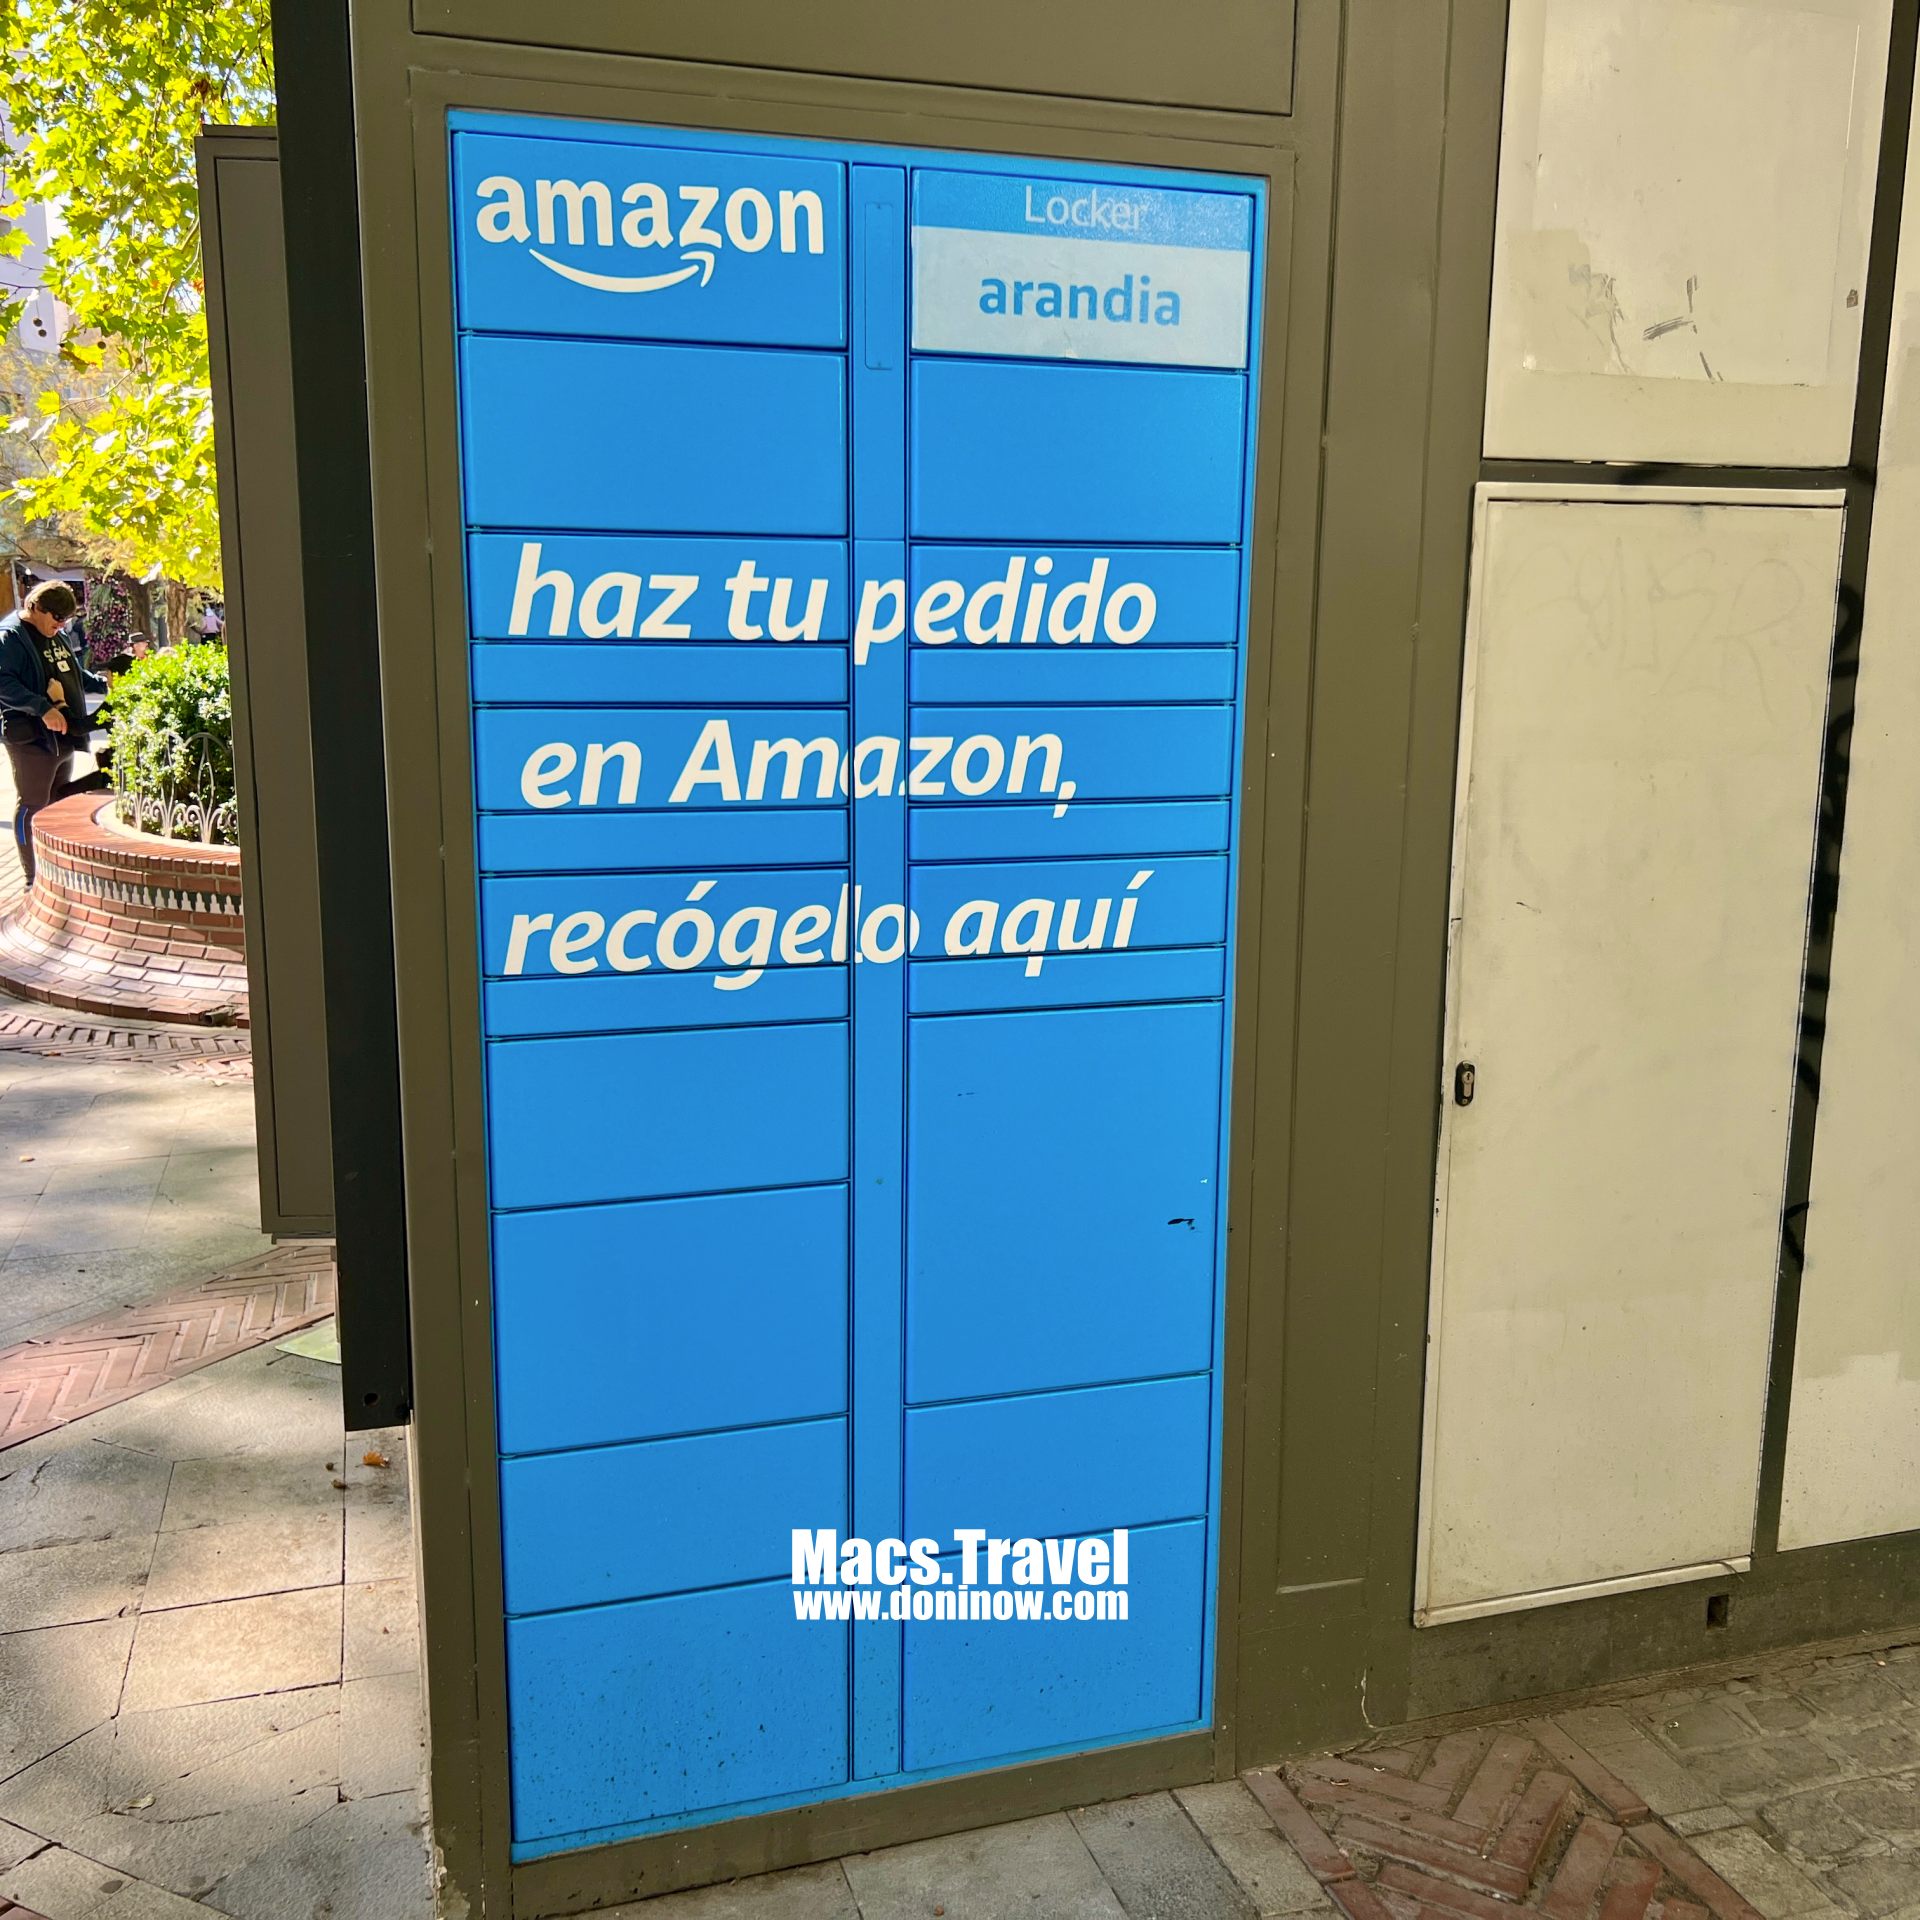 amazon
Locker
arandia
haz tu pedido
en Amazon,
recógelo aquí
Macs.Travel
www.doninow.com